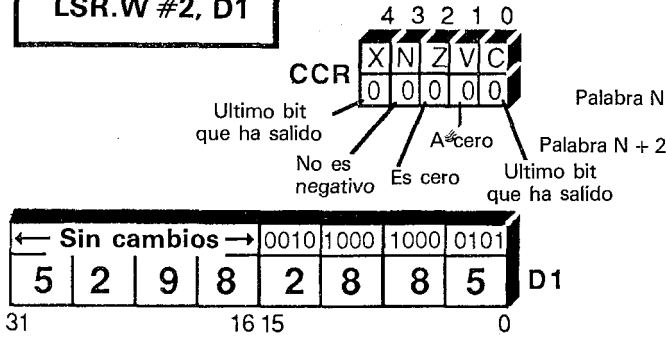 LSR.W #2, D1
4 3 2 1 0
X N Z V C
CCR
0 0 0 0 0
Ultimo bit
que ha salido
No es
negativo
Es cero
A cero
Ultimo bit
que ha salido
Palabra N
Palabra N + 2
← Sin cambios → 0010 1000 1000 0101
5 2 9 8 2 8 8 5 D1
31 16 15 0